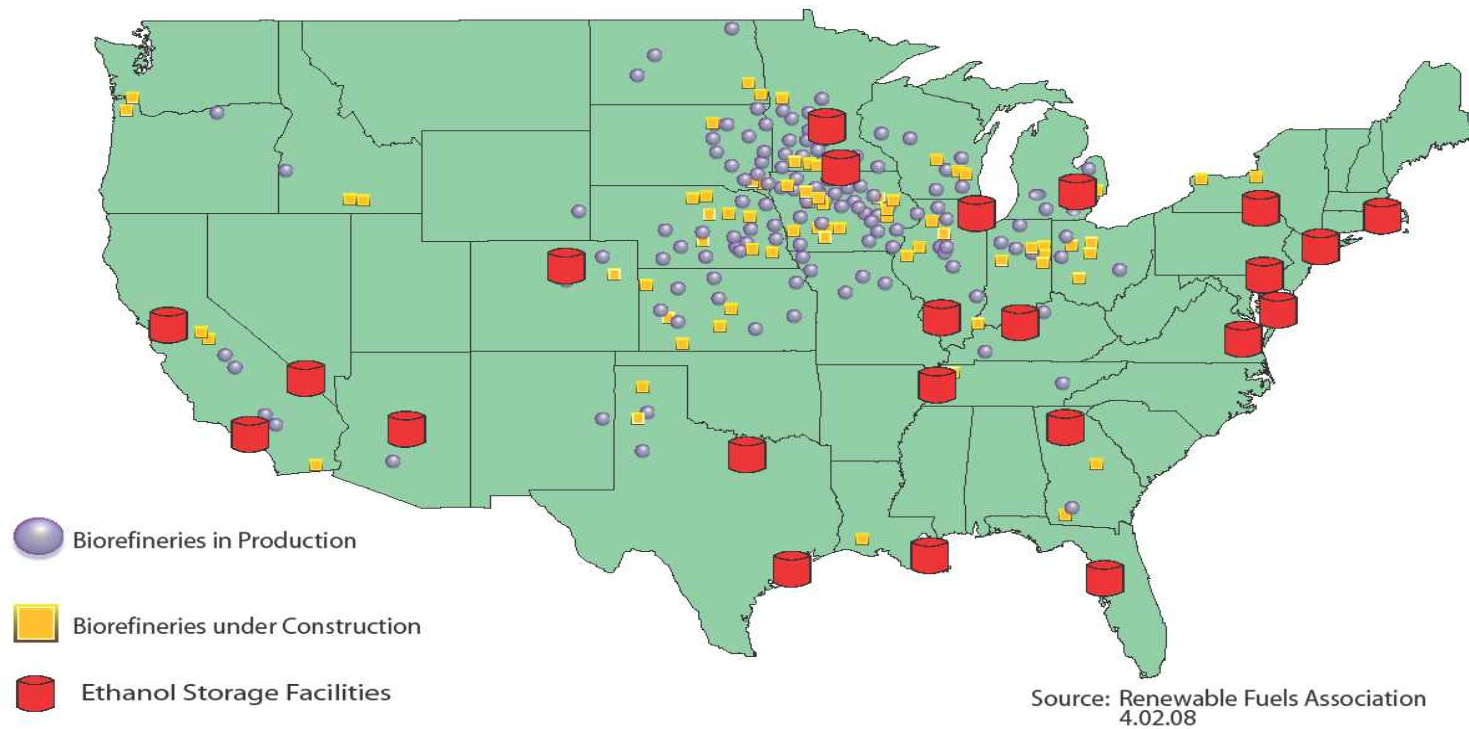 Biorefineries in Production
Biorefineries under Construction
Ethanol Storage Facilities
Source: Renewable Fuels Association
4.02.08